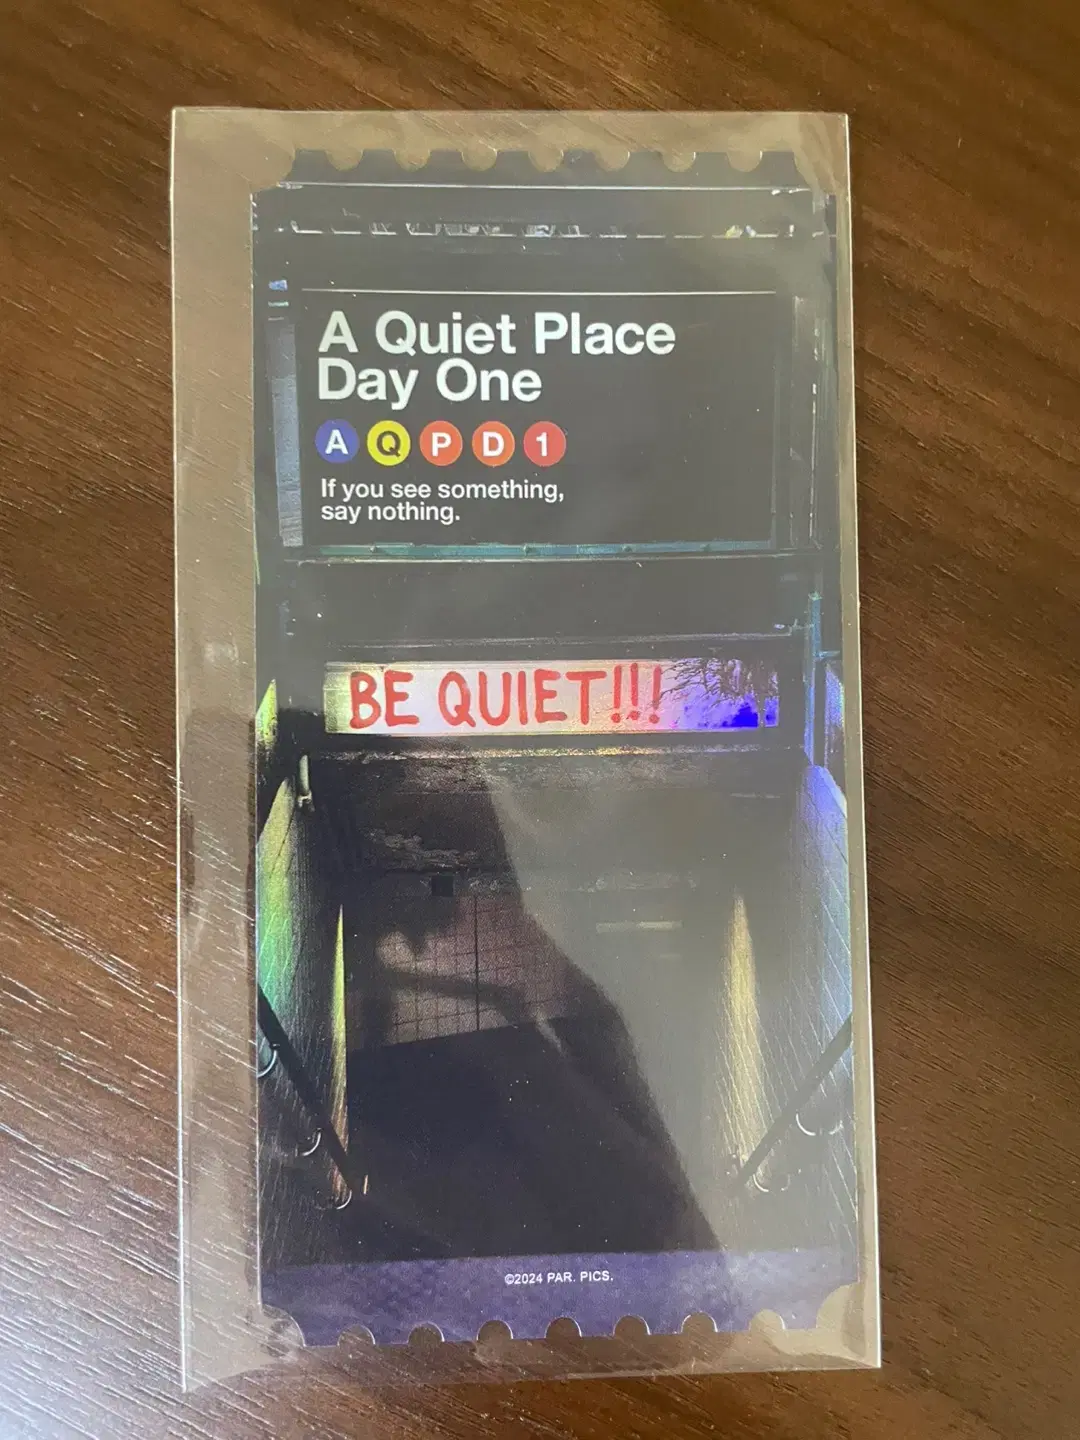 A Quiet Place
Day One
A Q P D 1
If you see something,
say nothing.
BE QUIET!!!
©2024 PAR. PICS.